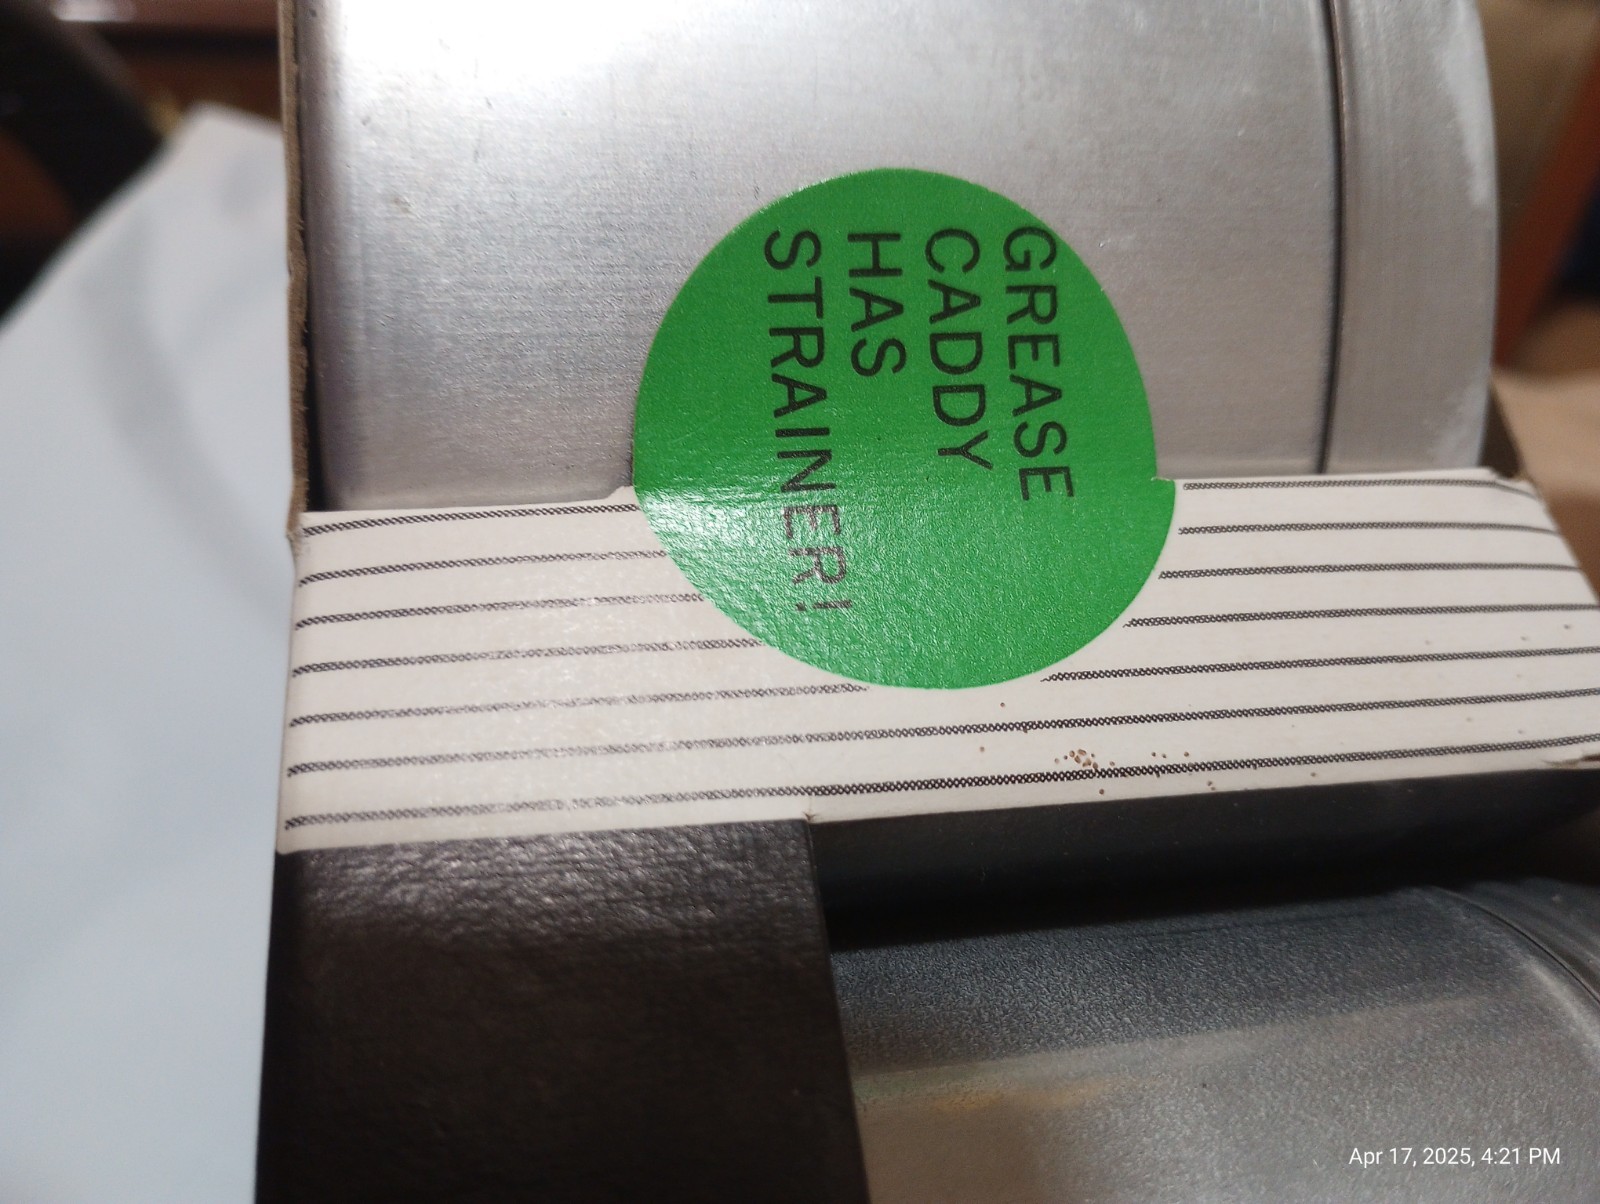 GREASE
CADDY
HAS
STRAINER!
Apr 17, 2025, 4:21 PM